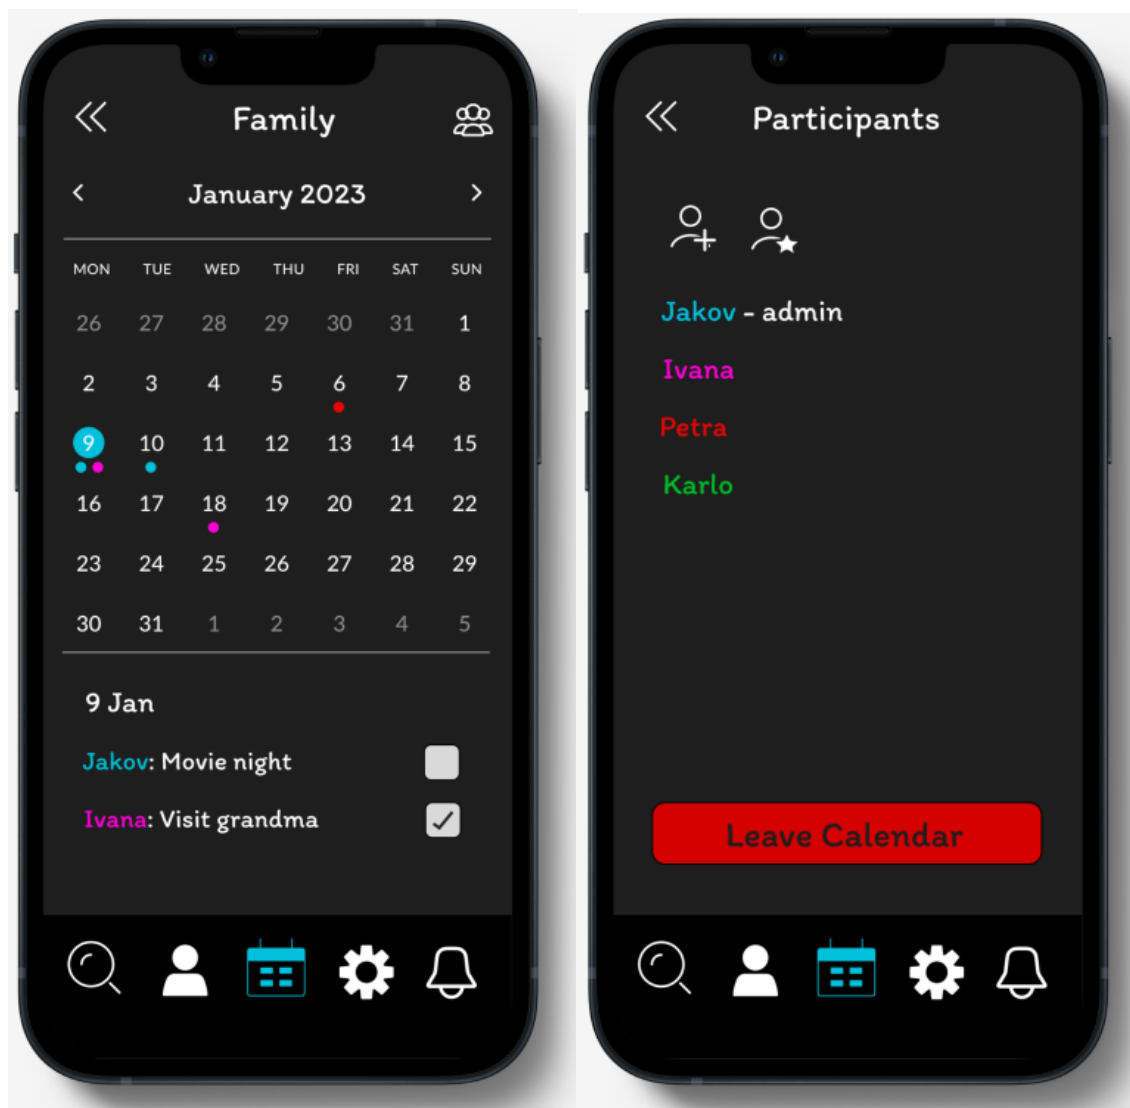 Family
January 2023
MON TUE WED THU FRI SAT SUN
26 27 28 29 30 31 1
2 3 4 5 6 7 8
9 10 11 12 13 14 15
16 17 18 19 20 21 22
23 24 25 26 27 28 29
30 31 1 2 3 4 5
9 Jan
Jakov: Movie night
Ivana: Visit grandma
Participants
Jakov - admin
Ivana
Petra
Karlo
Leave Calendar